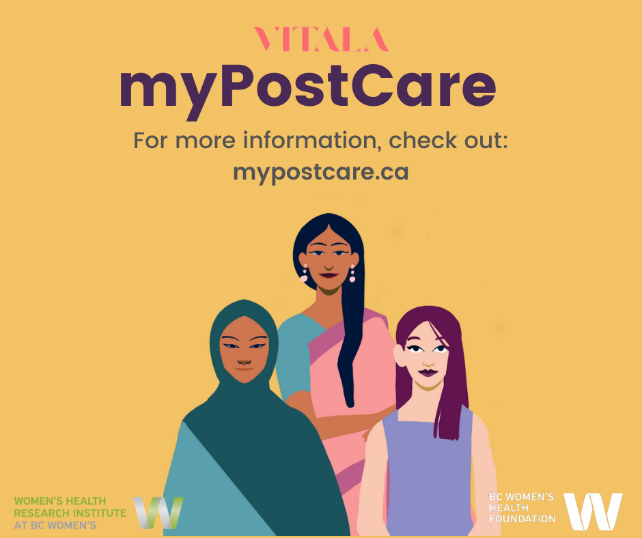 VITALA
myPostCare
For more information, check out:
mypostcare.ca
WOMEN'S HEALTH
RESEARCH INSTITUTE
AT BC WOMEN'S
W
BC WOMEN'S
HEALTH
FOUNDATION
W